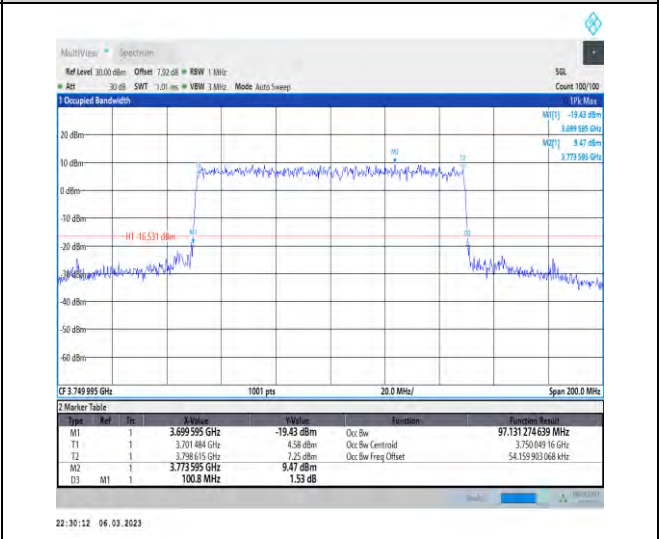 MultiView Spectrum
Ref Level 30.00 dBm Offset 7.92 dB RBW 1 MHz SGL
Att 30 dB SWT 1.01 ms VBW 3 MHz Mode Auto Sweep Count 100/100
1 Occupied Bandwidth 1Pk Max
M1[1] -19.43 dBm
3.699 595 GHz
M2[1] 9.47 dBm
3.773 595 GHz
20 dBm
M2
10 dBm
T2
0 dBm
-10 dBm
H1 -16.531 dBm
M1
-20 dBm
-30 dBm
-40 dBm
-50 dBm
-60 dBm
CF 3.749 995 GHz 1001 pts 20.0 MHz/ Span 200.0 MHz
2 Marker Table
Type Ref Trc X-Value Y-Value Function Function Result
M1 1 3.699 595 GHz -19.43 dBm Occ Bw 97.131 274 639 MHz
T1 1 3.701 484 GHz 4.58 dBm Occ Bw Centroid 3.750 049 16 GHz
T2 1 3.798 615 GHz 7.25 dBm Occ Bw Freq Offset 54.159 903 068 kHz
M2 1 3.773 595 GHz 9.47 dBm
D3 M1 1 100.8 MHz 1.53 dB
22:30:12 06.03.2023